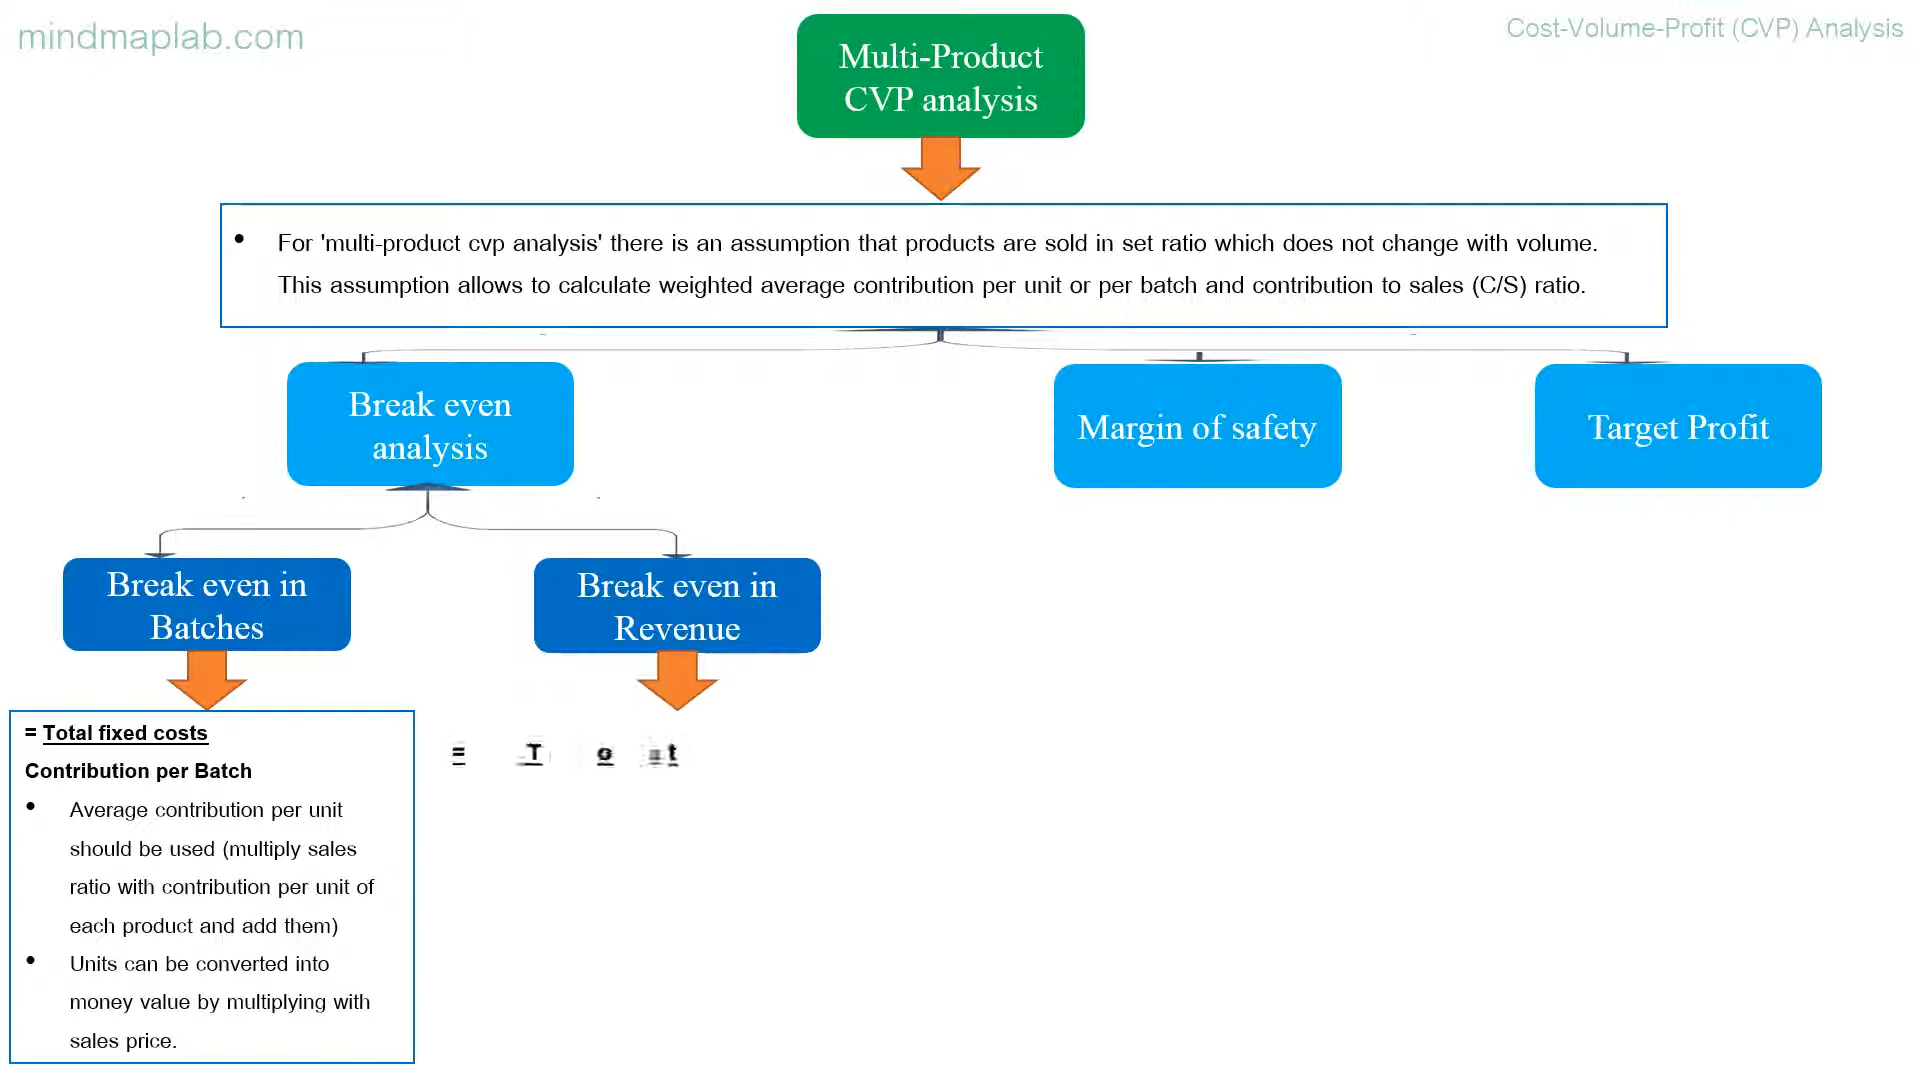 mindmaplab.com
Cost-Volume-Profit (CVP) Analysis
Multi-Product
CVP analysis
• For 'multi-product cvp analysis' there is an assumption that products are sold in set ratio which does not change with volume.
This assumption allows to calculate weighted average contribution per unit or per batch and contribution to sales (C/S) ratio.
Break even
analysis
Margin of safety
Target Profit
Break even in
Batches
Break even in
Revenue
= Total fixed costs
Contribution per Batch
• Average contribution per unit
should be used (multiply sales
ratio with contribution per unit of
each product and add them)
• Units can be converted into
money value by multiplying with
sales price.
= T o t